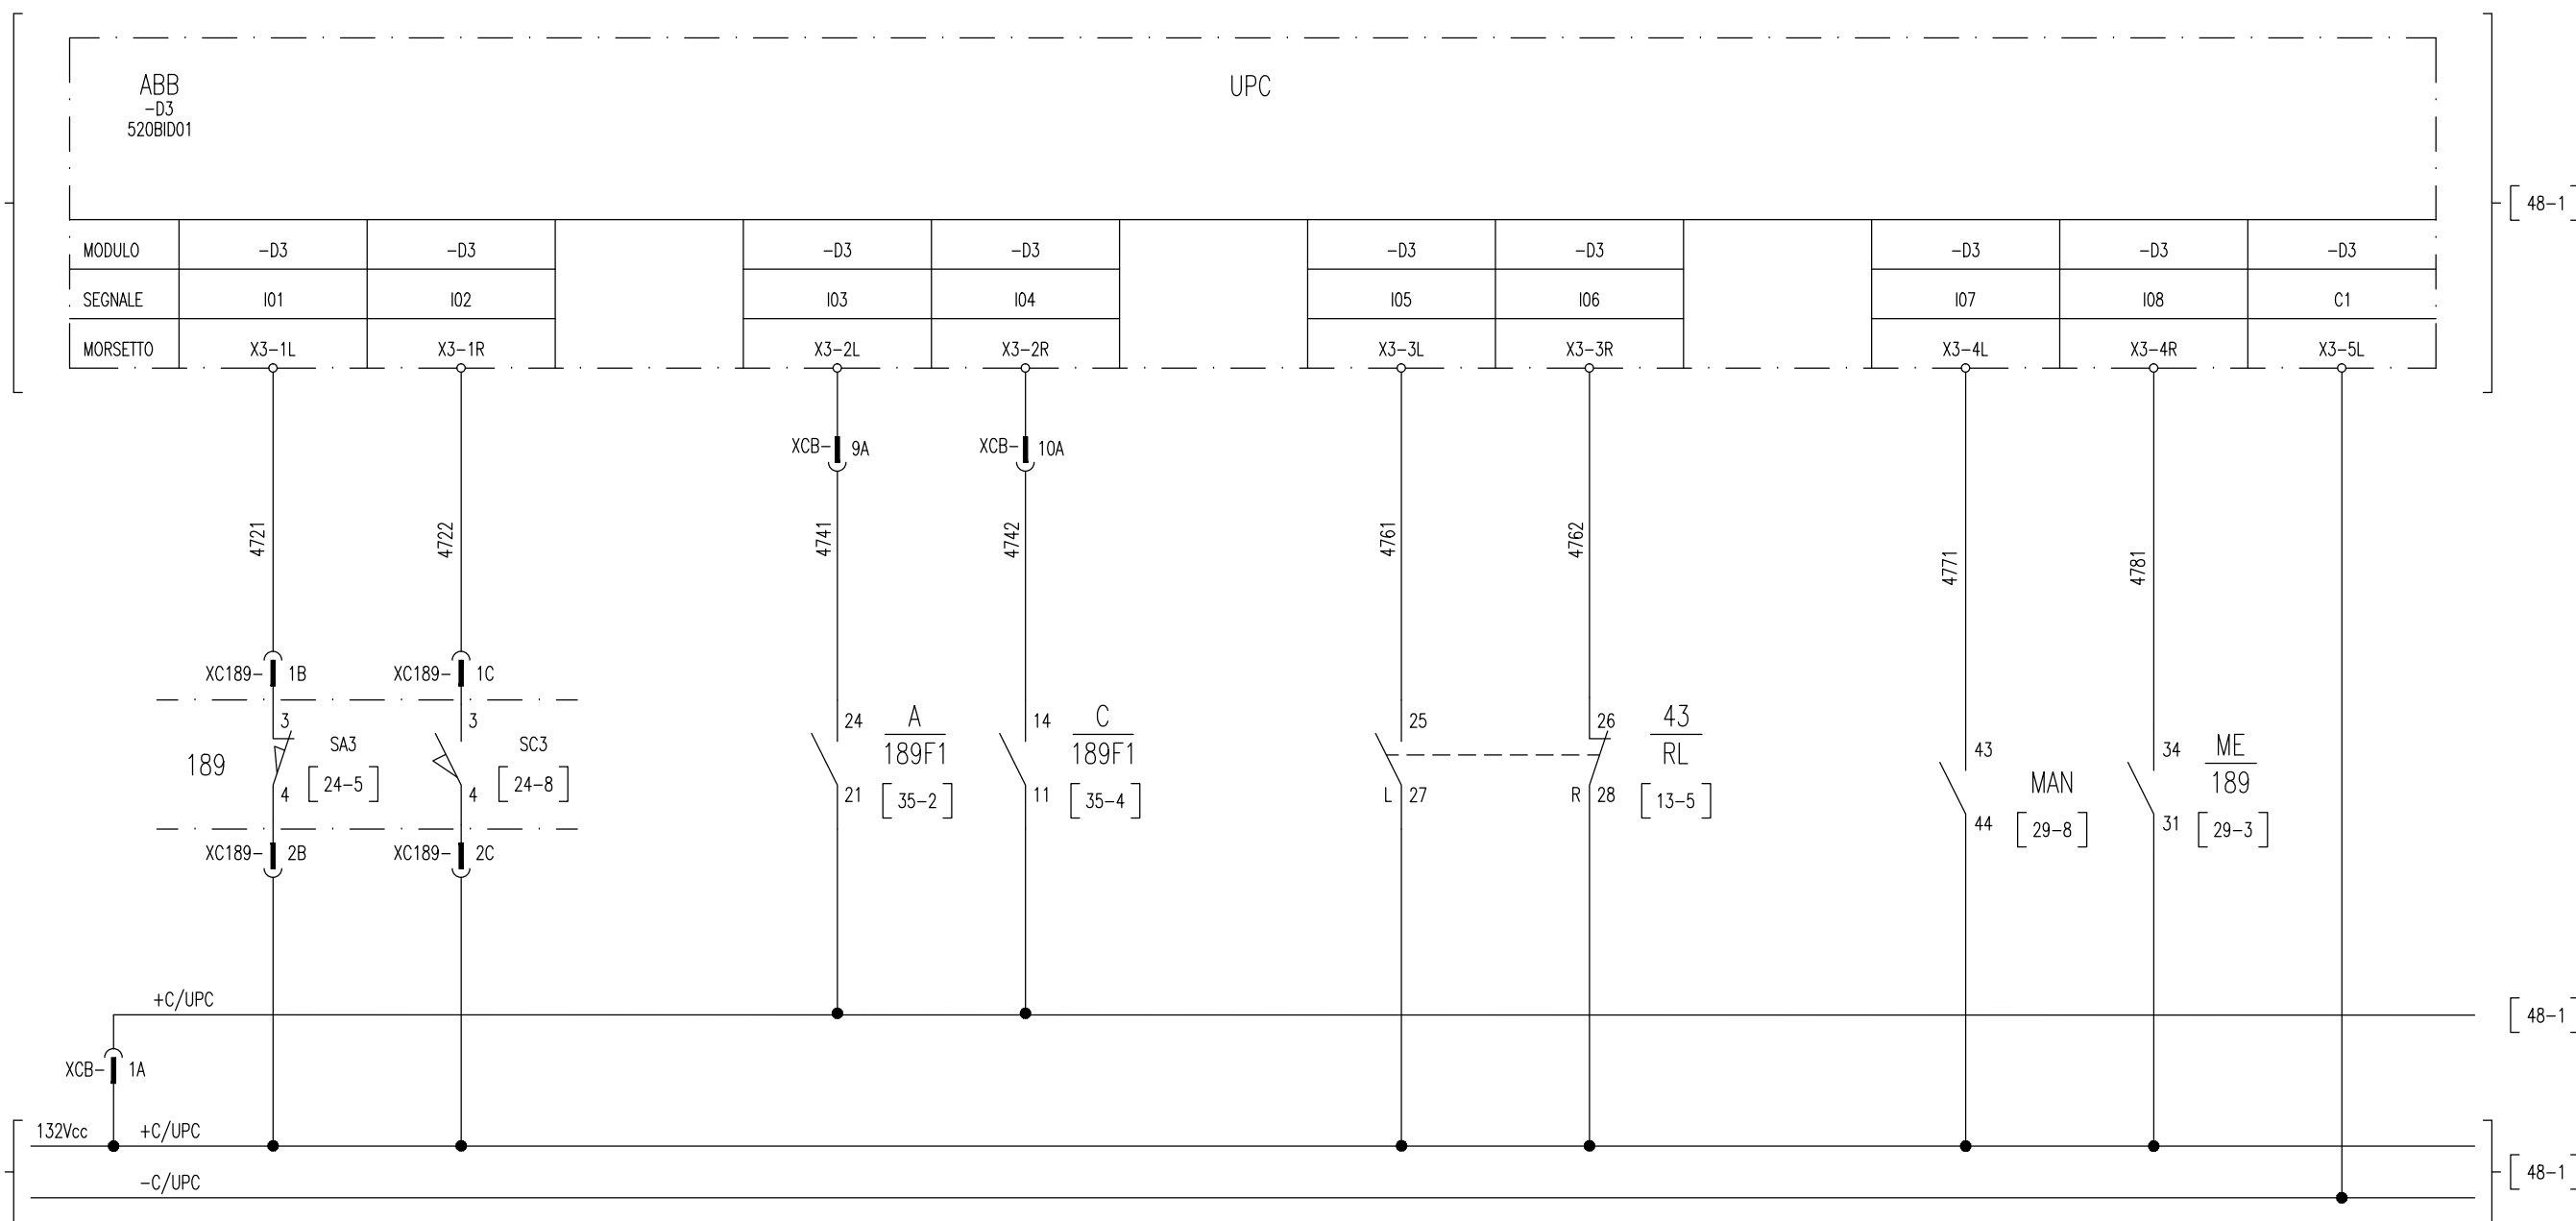 ABB
-D3
520BID01
UPC
[48-1]
MODULO -D3 -D3 -D3 -D3 -D3 -D3 -D3 -D3 -D3
SEGNALE I01 I02 I03 I04 I05 I06 I07 I08 C1
MORSETTO X3-1L X3-1R X3-2L X3-2R X3-3L X3-3R X3-4L X3-4R X3-5L
XCB- 9A XCB- 10A
4721 4722 4741 4742 4761 4762 4771 4781
XC189- 1B XC189- 1C
189
3
SA3
4
[24-5]
3
SC3
4
[24-8]
24
21
A
189F1
[35-2]
14
11
C
189F1
[35-4]
25
L 27
26
R 28
43
RL
[13-5]
43
44
MAN
[29-8]
34
31
ME
189
[29-3]
XC189- 2B XC189- 2C
+C/UPC [48-1]
XCB- 1A
132Vcc +C/UPC
[48-1]
-C/UPC